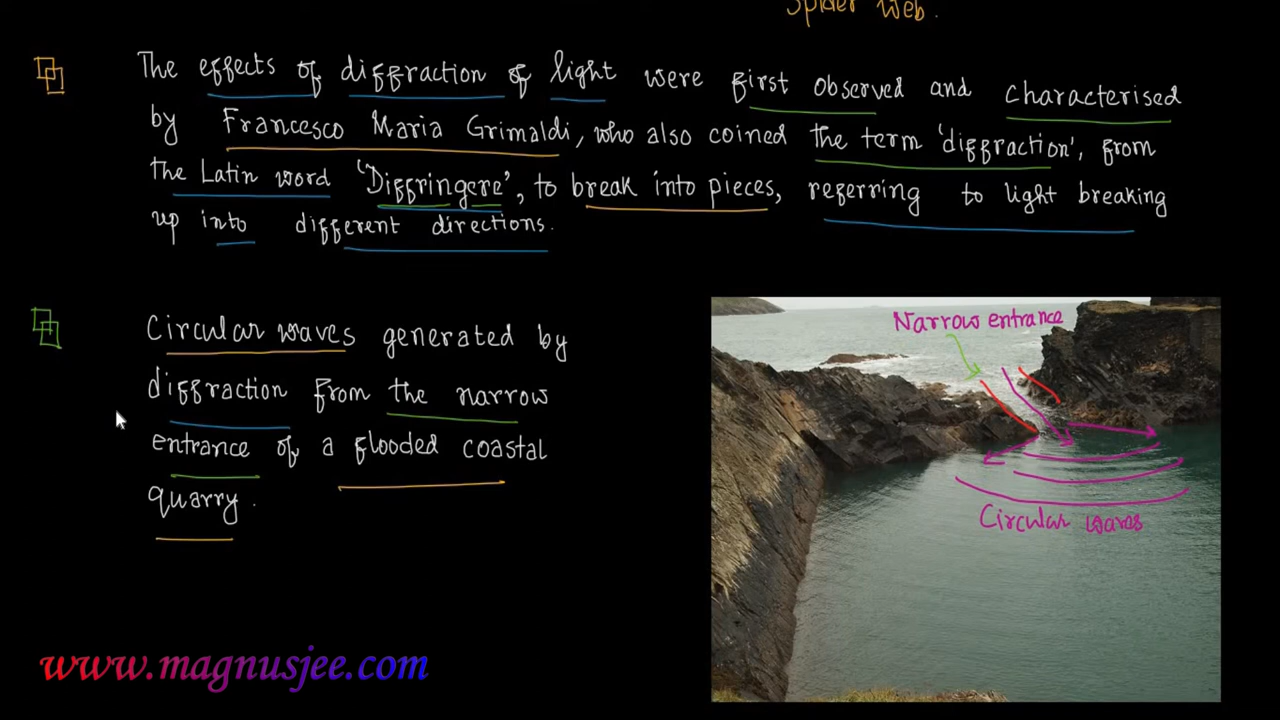 Spider Web.
The effects of diffraction of light were first observed and characterised
by Francesco Maria Grimaldi, who also coined the term 'diffraction', from
the Latin word 'Diffringere', to break into pieces, referring to light breaking
up into different directions.
Circular waves generated by
diffraction from the narrow
entrance of a flooded coastal
quarry.
Narrow entrance
Circular waves
www.magnusjee.com